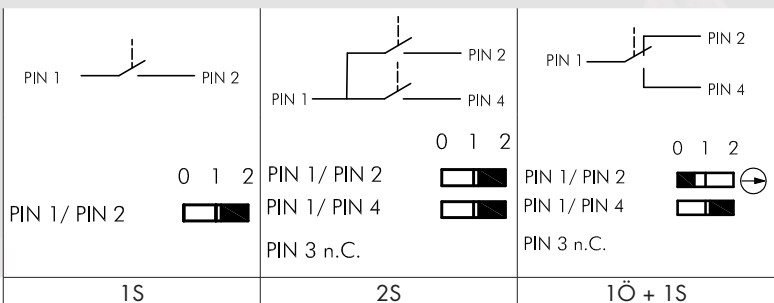 PIN 1
PIN 2
0 1 2
PIN 1/ PIN 2
1S
PIN 1
PIN 2
PIN 4
0 1 2
PIN 1/ PIN 2
PIN 1/ PIN 4
PIN 3 n.C.
2S
PIN 1
PIN 2
PIN 4
0 1 2
PIN 1/ PIN 2
PIN 1/ PIN 4
PIN 3 n.C.
1Ö + 1S